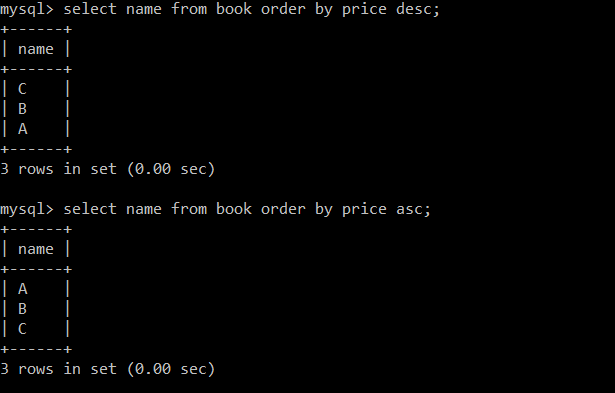 mysql> select name from book order by price desc;
+------+
| name |
+------+
| C    |
| B    |
| A    |
+------+
3 rows in set (0.00 sec)
mysql> select name from book order by price asc;
+------+
| name |
+------+
| A    |
| B    |
| C    |
+------+
3 rows in set (0.00 sec)